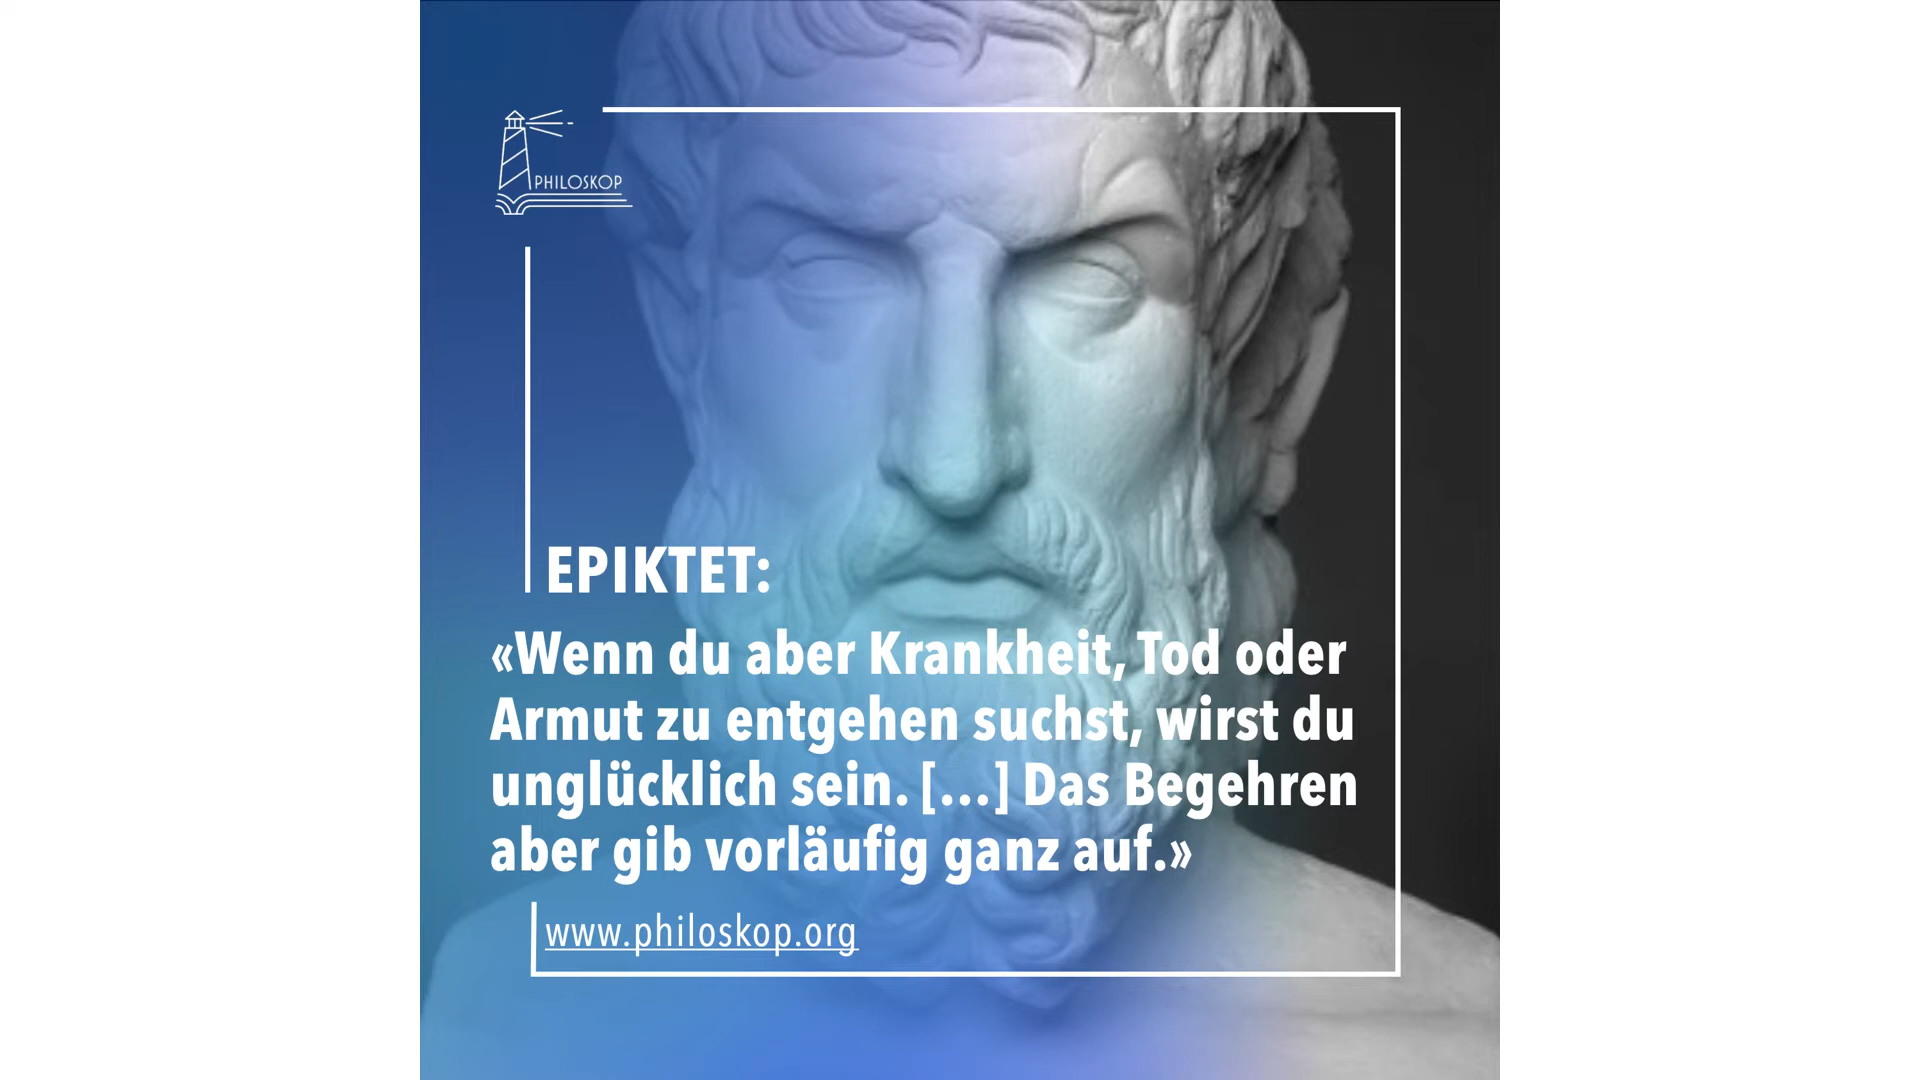 PHILOSKOP
EPIKTET:
«Wenn du aber Krankheit, Tod oder
Armut zu entgehen suchst, wirst du
unglücklich sein. [...] Das Begehren
aber gib vorläufig ganz auf.»
www.philoskop.org